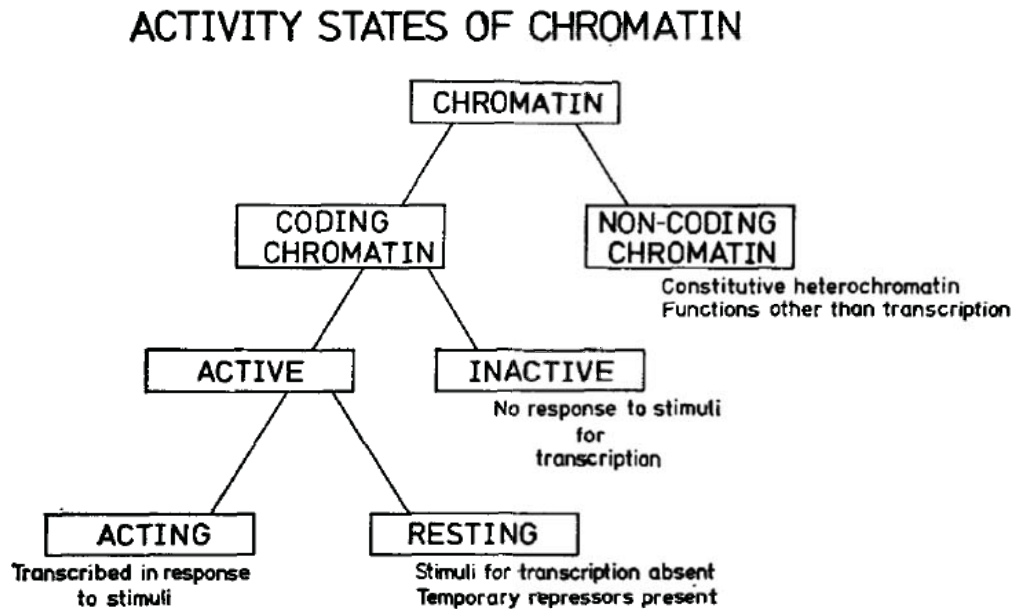 ACTIVITY STATES OF CHROMATIN
CHROMATIN
CODING
CHROMATIN
NON-CODING
CHROMATIN
Constitutive heterochromatin
Functions other than transcription
ACTIVE
INACTIVE
No response to stimuli
for
transcription
ACTING
Transcribed in response
to stimuli
RESTING
Stimuli for transcription absent
Temporary repressors present